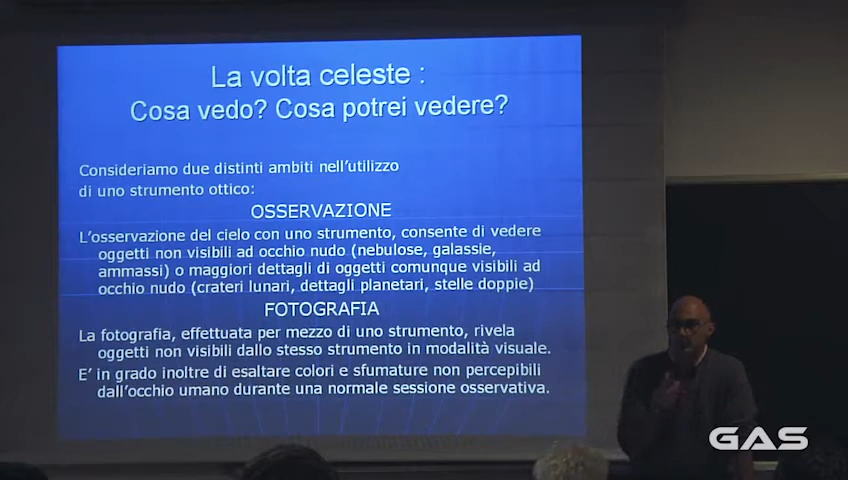 La volta celeste :
Cosa vedo? Cosa potrei vedere?
Consideriamo due distinti ambiti nell'utilizzo
di uno strumento ottico:
OSSERVAZIONE
L'osservazione del cielo con uno strumento, consente di vedere
oggetti non visibili ad occhio nudo (nebulose, galassie,
ammassi) o maggiori dettagli di oggetti comunque visibili ad
occhio nudo (crateri lunari, dettagli planetari, stelle doppie)
FOTOGRAFIA
La fotografia, effettuata per mezzo di uno strumento, rivela
oggetti non visibili dallo stesso strumento in modalità visuale.
E' in grado inoltre di esaltare colori e sfumature non percepibili
dall'occhio umano durante una normale sessione osservativa.
GAS